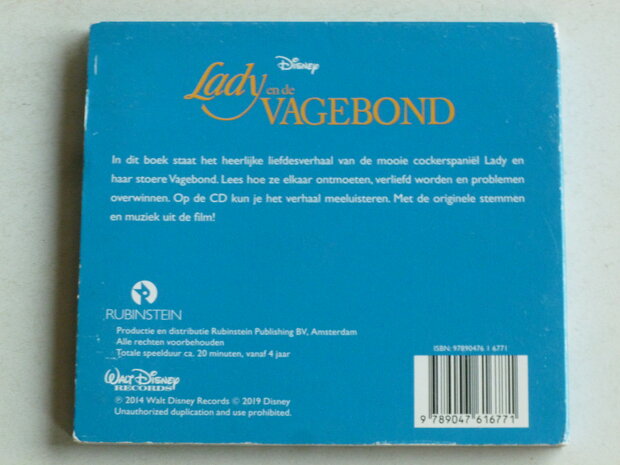 Disney
Lady en de
VAGEBOND
In dit boek staat het heerlijke liefdesverhaal van de mooie cockerspaniël Lady en
haar stoere Vagebond. Lees hoe ze elkaar ontmoeten, verliefd worden en problemen
overwinnen. Op de CD kun je het verhaal meeluisteren. Met de originele stemmen
en muziek uit de film!
RUBINSTEIN
Productie en distributie Rubinstein Publishing BV, Amsterdam
Alle rechten voorbehouden
Totale speelduur ca. 20 minuten, vanaf 4 jaar
WALT DISNEY
RECORDS
℗ 2014 Walt Disney Records © 2019 Disney
Unauthorized duplication and use prohibited.
ISBN: 97890476 1 6771
9 789047 616771